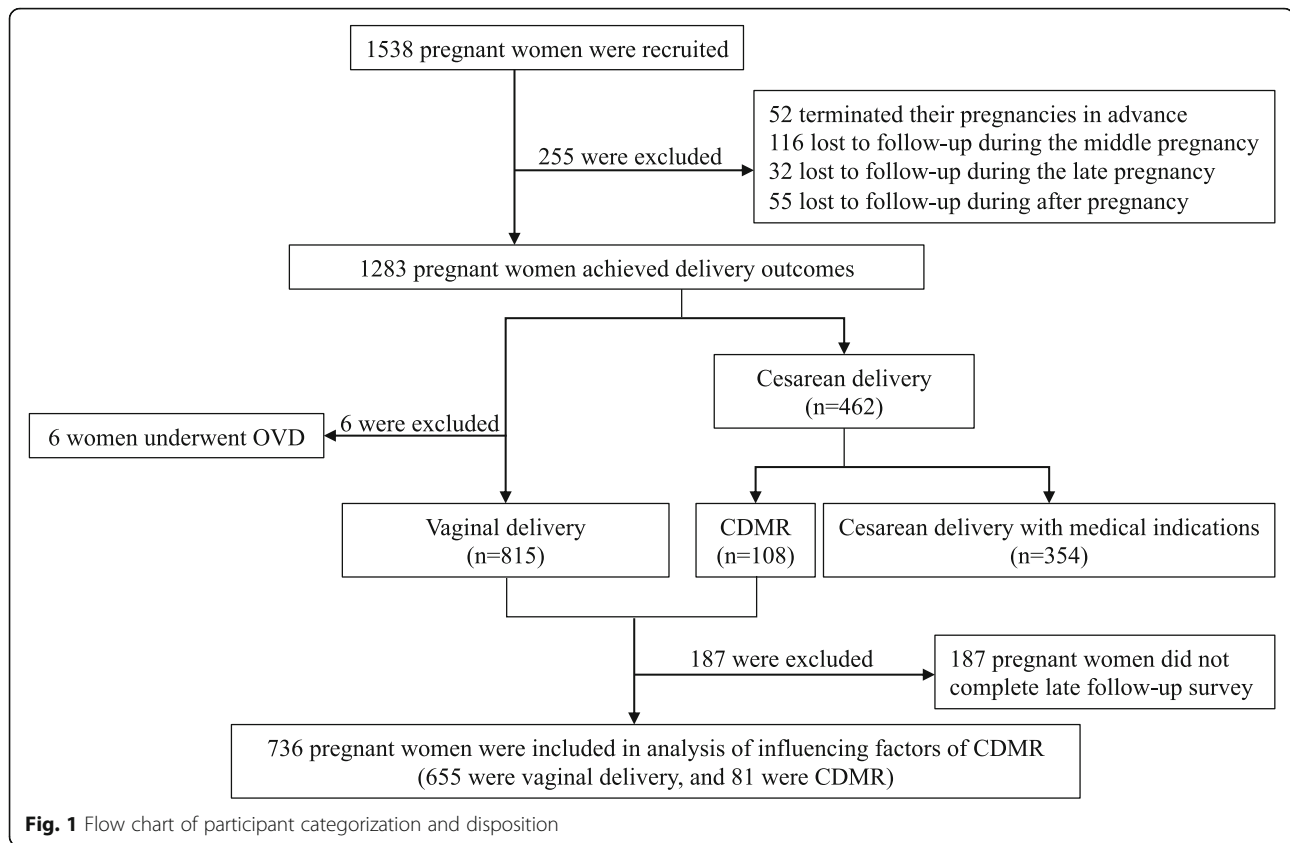 1538 pregnant women were recruited
255 were excluded
52 terminated their pregnancies in advance
116 lost to follow-up during the middle pregnancy
32 lost to follow-up during the late pregnancy
55 lost to follow-up during after pregnancy
1283 pregnant women achieved delivery outcomes
Cesarean delivery
(n=462)
6 were excluded
6 women underwent OVD
Vaginal delivery
(n=815)
CDMR
(n=108)
Cesarean delivery with medical indications
(n=354)
187 were excluded
187 pregnant women did not
complete late follow-up survey
736 pregnant women were included in analysis of influencing factors of CDMR
(655 were vaginal delivery, and 81 were CDMR)
Fig. 1 Flow chart of participant categorization and disposition